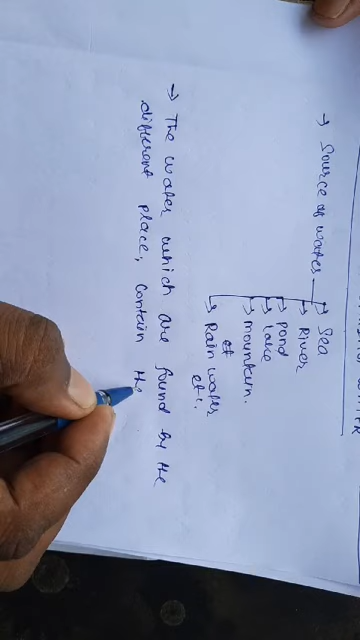 → Source of water → Sea
→ River
→ pond
→ lake
→ mountain.
→ Rain water etc.
→ The water which are found by the
different place, contain the